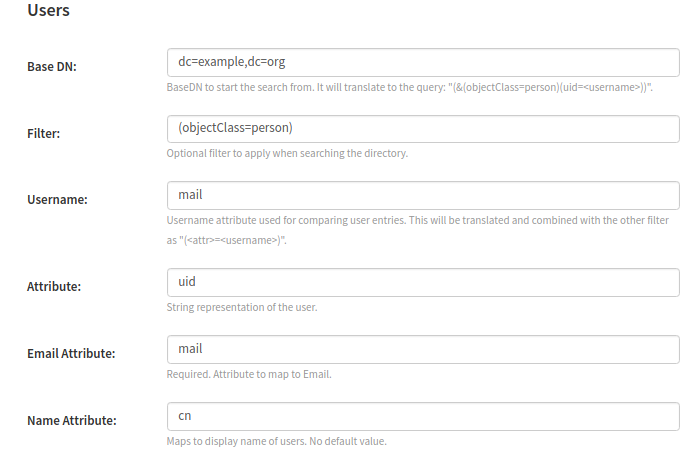 Users
Base DN:
dc=example,dc=org
BaseDN to start the search from. It will translate to the query: "(&(objectClass=person)(uid=<username>))".
Filter:
(objectClass=person)
Optional filter to apply when searching the directory.
Username:
mail
Username attribute used for comparing user entries. This will be translated and combined with the other filter
as "(<attr>=<username>)".
Attribute:
uid
String representation of the user.
Email Attribute:
mail
Required. Attribute to map to Email.
Name Attribute:
cn
Maps to display name of users. No default value.